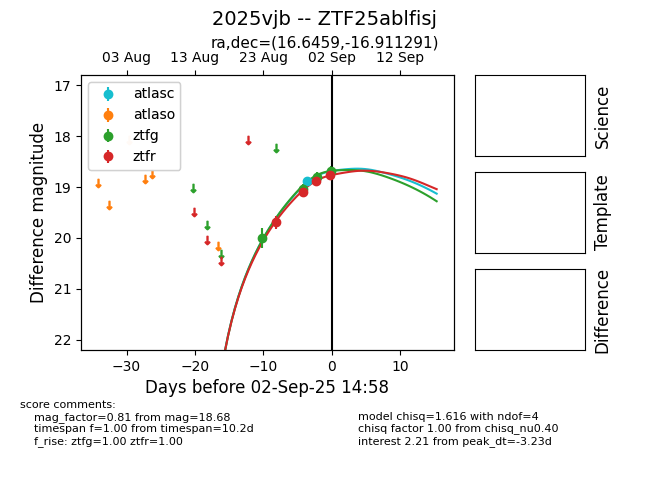 2025vjb -- ZTF25ablfisj
ra,dec=(16.6459,-16.911291)
03 Aug 13 Aug 23 Aug 02 Sep 12 Sep
17
18
19
20
21
22
Difference magnitude
atlasc
atlaso
ztfg
ztfr
−30 −20 −10 0 10
Days before 02-Sep-25 14:58
Science
Template
Difference
score comments:
mag_factor=0.81 from mag=18.68
timespan f=1.00 from timespan=10.2d
f_rise: ztfg=1.00 ztfr=1.00
model chisq=1.616 with ndof=4
chisq factor 1.00 from chisq_nu0.40
interest 2.21 from peak_dt=-3.23d